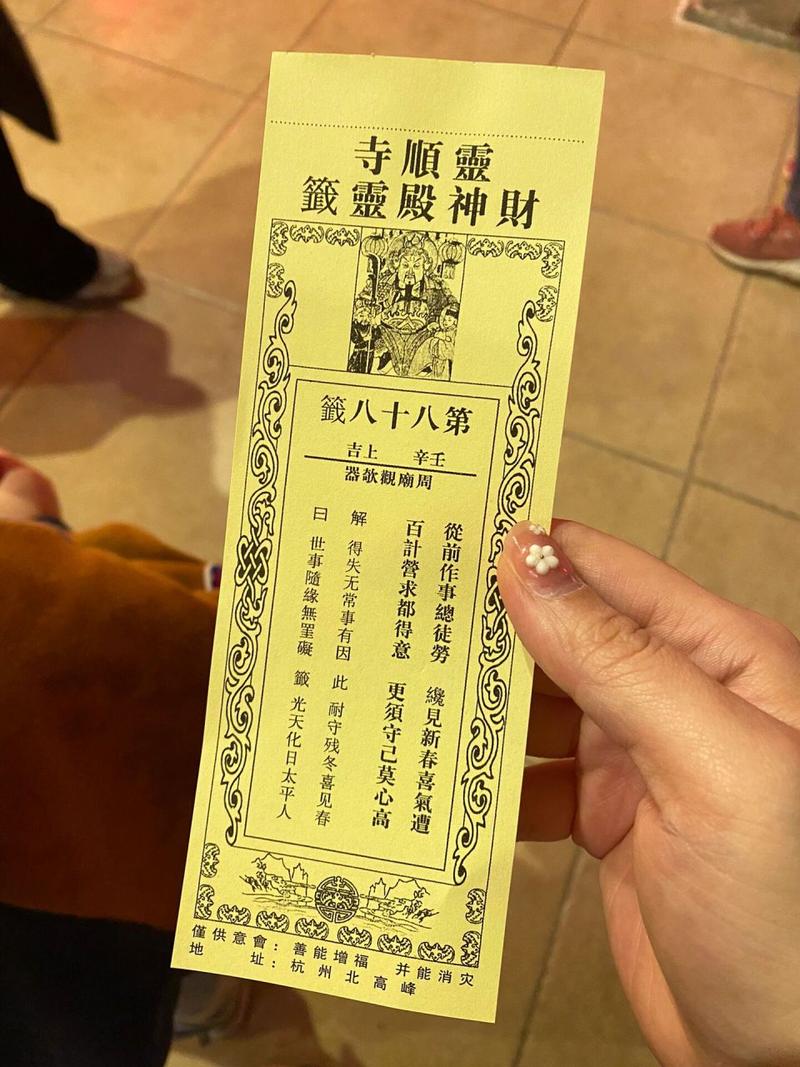 靈順寺
財神殿靈籤
第八十八籤
壬辛 上吉
周廟觀欹器
從前作事總徒勞 纔見新春喜氣遭
百計營求都得意 更須守己莫心高
解 得失无常事有因 此 耐守残冬喜见春
曰 世事隨緣無罣礙 籤 光天化日太平人
僅供意會：善能增福 并能消灾
地 址：杭州北高峰